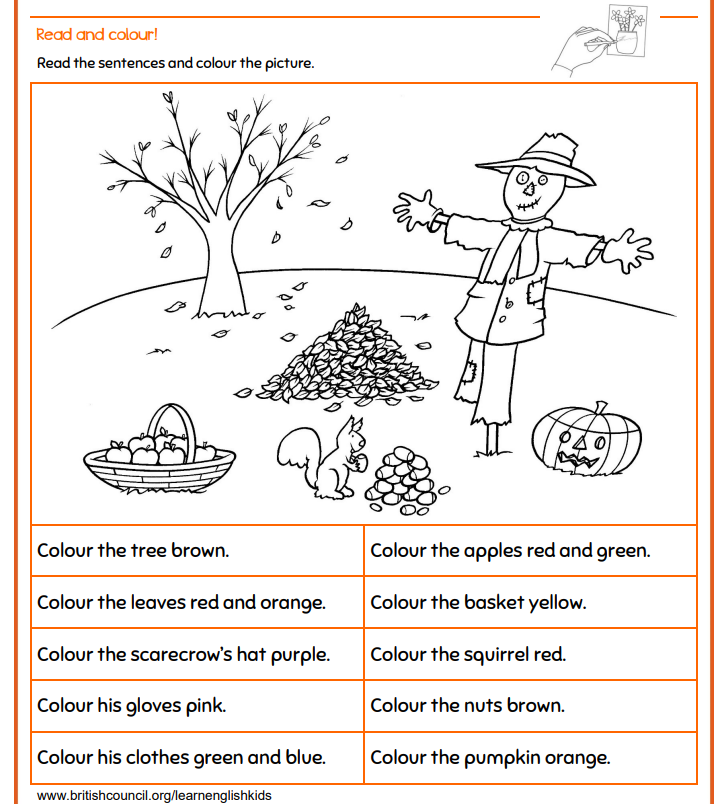 Read and colour!
Read the sentences and colour the picture.
Colour the tree brown.
Colour the apples red and green.
Colour the leaves red and orange.
Colour the basket yellow.
Colour the scarecrow's hat purple.
Colour the squirrel red.
Colour his gloves pink.
Colour the nuts brown.
Colour his clothes green and blue.
Colour the pumpkin orange.
www.britishcouncil.org/learnenglishkids